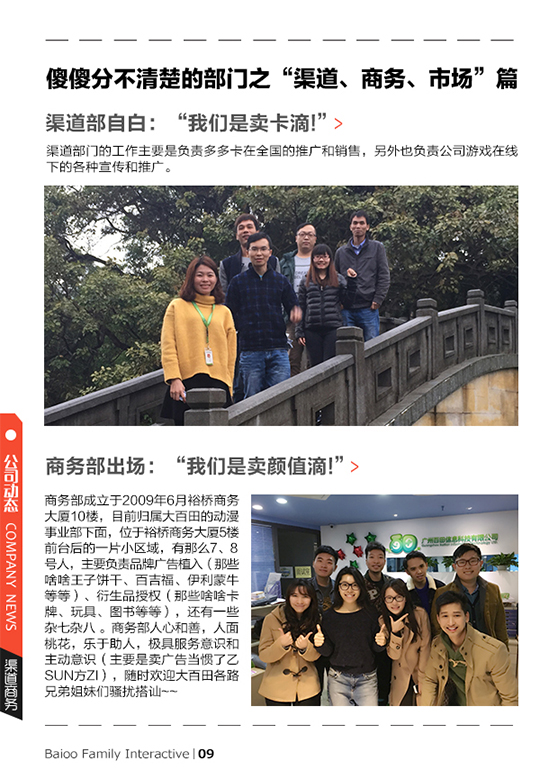 傻傻分不清楚的部门之“渠道、商务、市场”篇
渠道部自白：“我们是卖卡滴!” >
渠道部门的工作主要是负责多多卡在全国的推广和销售，另外也负责公司游戏在线
下的各种宣传和推广。
公司动态 COMPANY NEWS
渠道商务
商务部出场：“我们是卖颜值滴!” >
商务部成立于2009年6月裕桥商务
大厦10楼，目前归属大百田的动漫
事业部下面，位于裕桥商务大厦5楼
前台后的一片小区域，有那么7、8
号人，主要负责品牌广告植入（那些
啥啥王子饼干、百吉福、伊利蒙牛
等等）、衍生品授权（那些啥啥卡
牌、玩具、图书等等），还有一些
杂七杂八 。商务部人心和善，人面
桃花，乐于助人，极具服务意识和
主动意识（主要是卖广告当惯了乙
SUN方ZI），随时欢迎大百田各路
兄弟姐妹们骚扰搭讪~~
广州百田信息科技有限公司
Baioo Family Interactive | 09